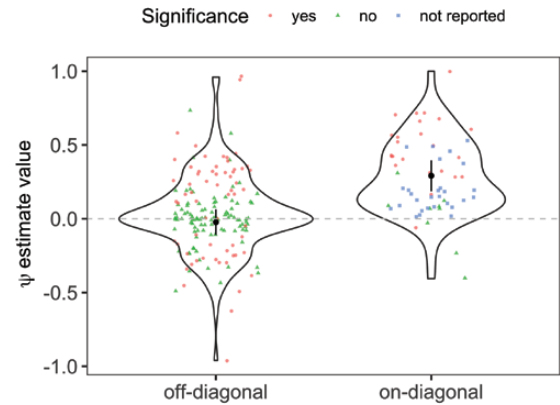 Significance yes no not reported
1.0
0.5
0.0
-0.5
-1.0
ψ estimate value
off-diagonal on-diagonal